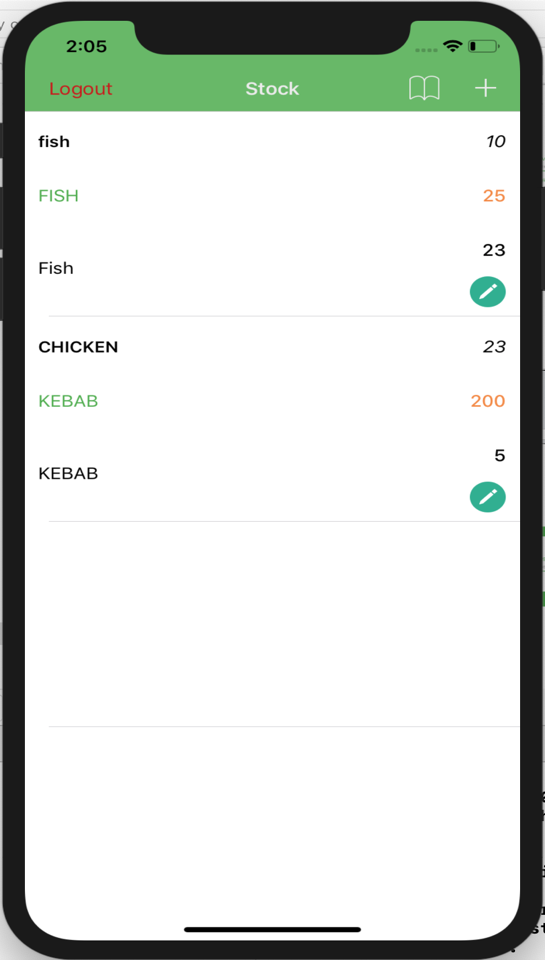 2:05
Logout Stock
fish 10
FISH 25
Fish 23
CHICKEN 23
KEBAB 200
KEBAB 5